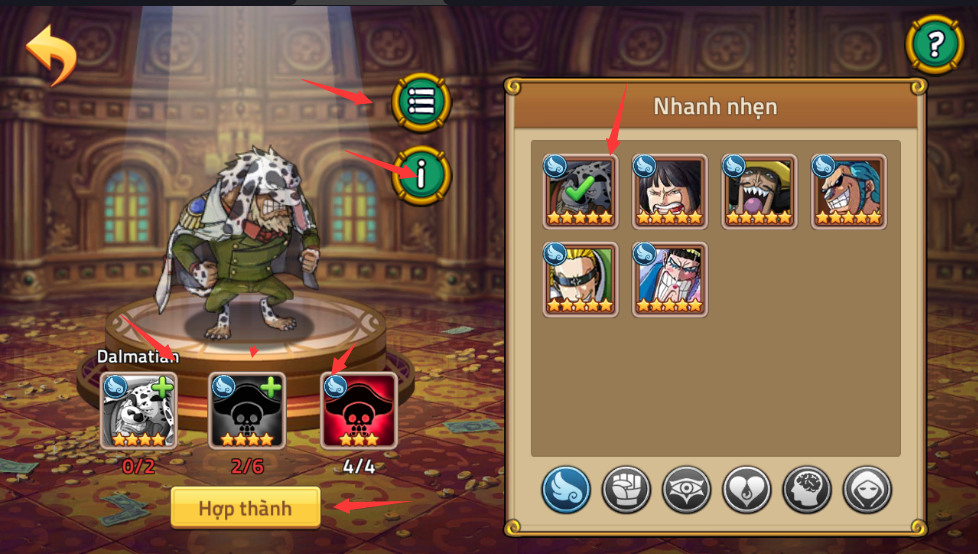 ?
Nhanh nhẹn
i
Dalmatian
0/2
2/6
4/4
Hợp thành